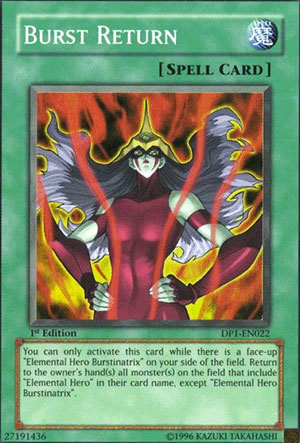 BURST RETURN
魔
[SPELL CARD]
1st Edition
DP1-EN022
You can only activate this card while there is a face-up
"Elemental Hero Burstinatrix" on your side of the field. Return
to the owner's hand(s) all monster(s) on the field that include
"Elemental Hero" in their card name, except "Elemental Hero
Burstinatrix".
27191436
©1996 KAZUKI TAKAHASHI